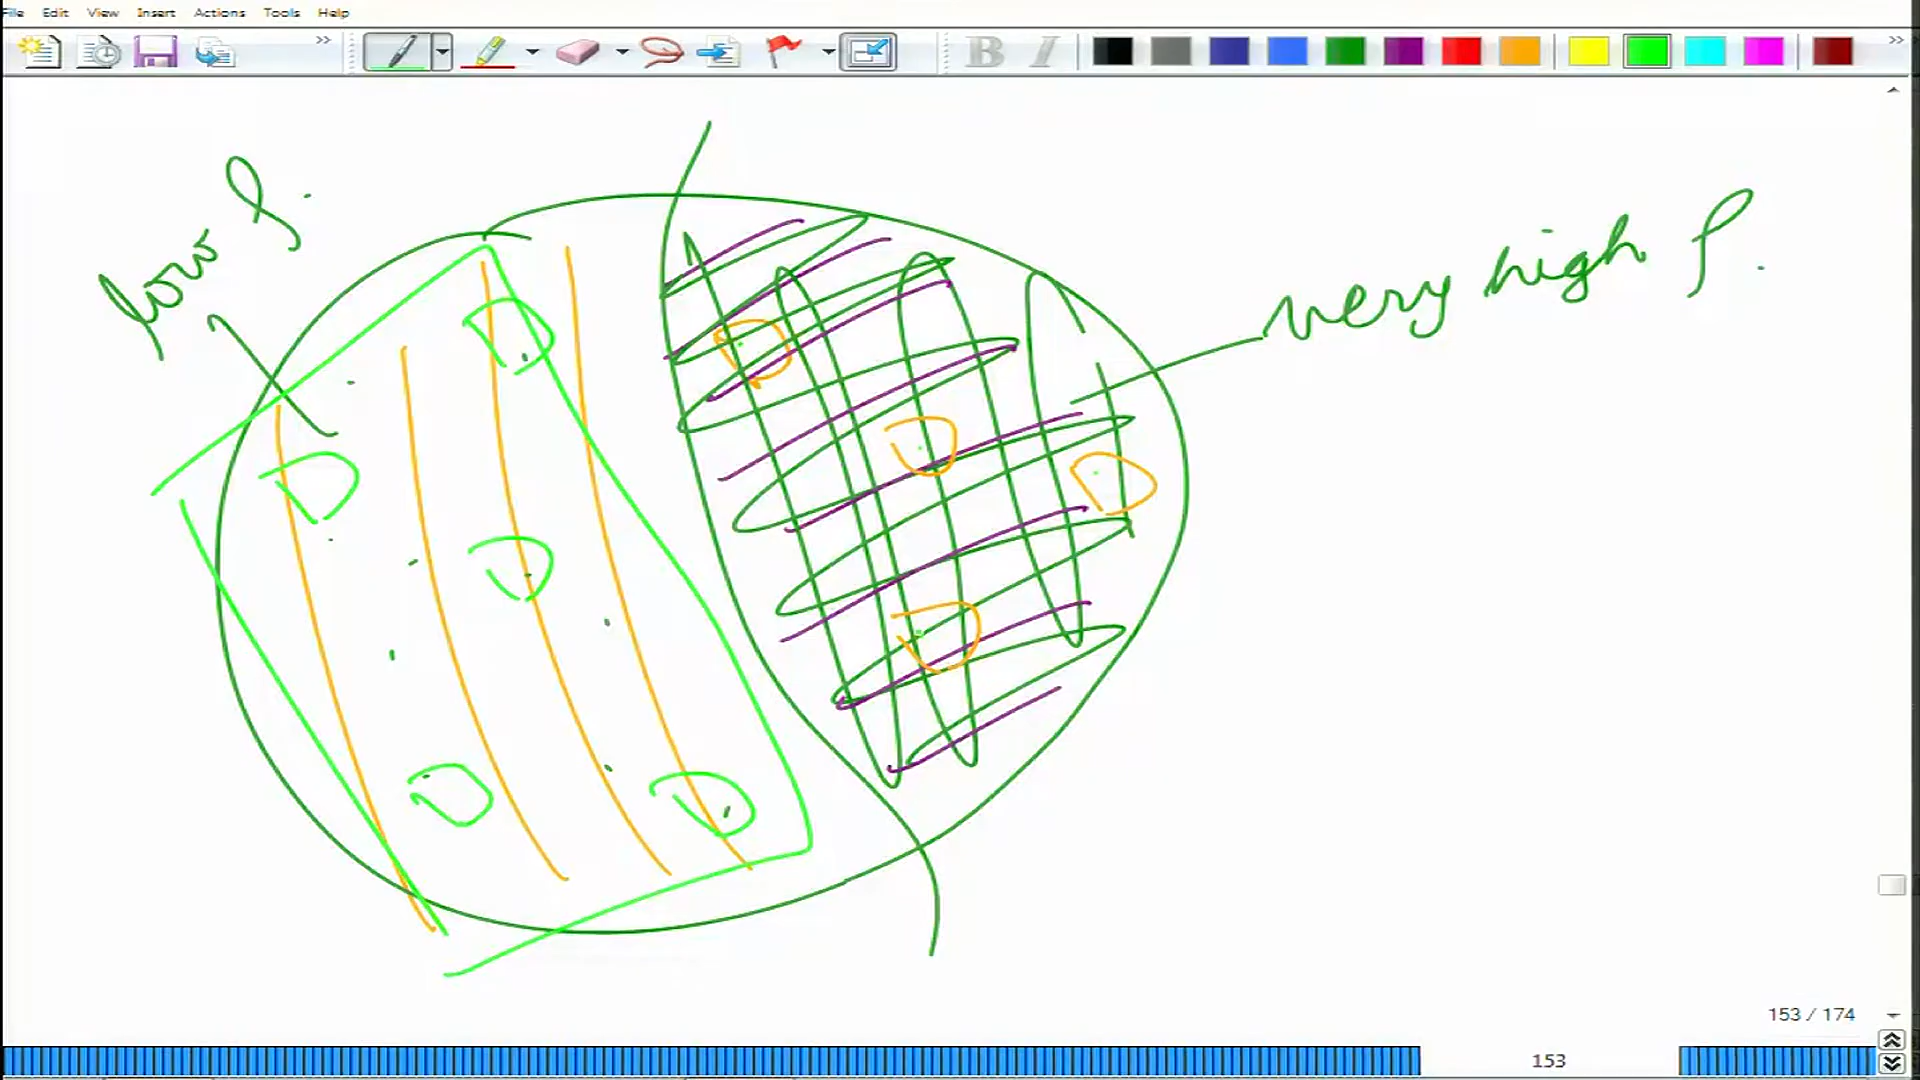 File Edit View Insert Actions Tools Help
B I
low ρ.
very high ρ.
153 / 174
153